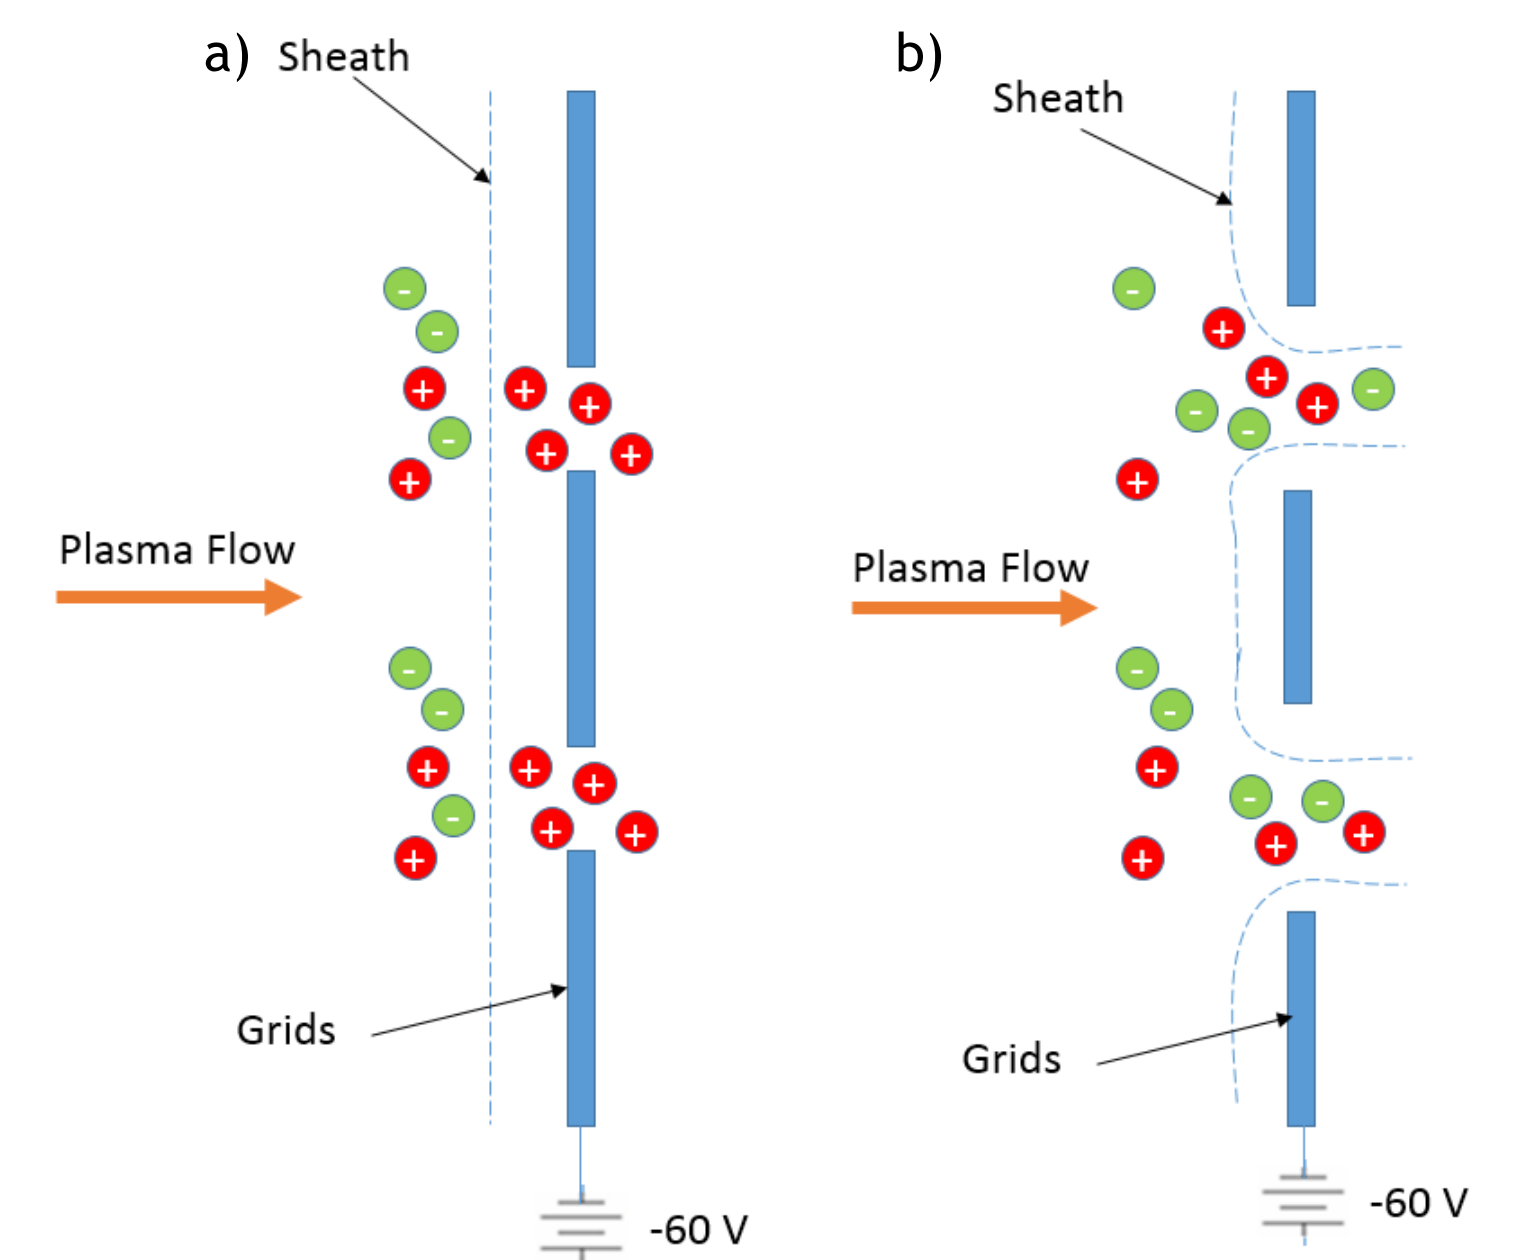 a)
Sheath
Plasma Flow
Grids
-60 V
b)
Sheath
Plasma Flow
Grids
-60 V
- - + - +
+ + + +
- - + - +
+ + + +
- + + + - - - +
- - + + - - + +